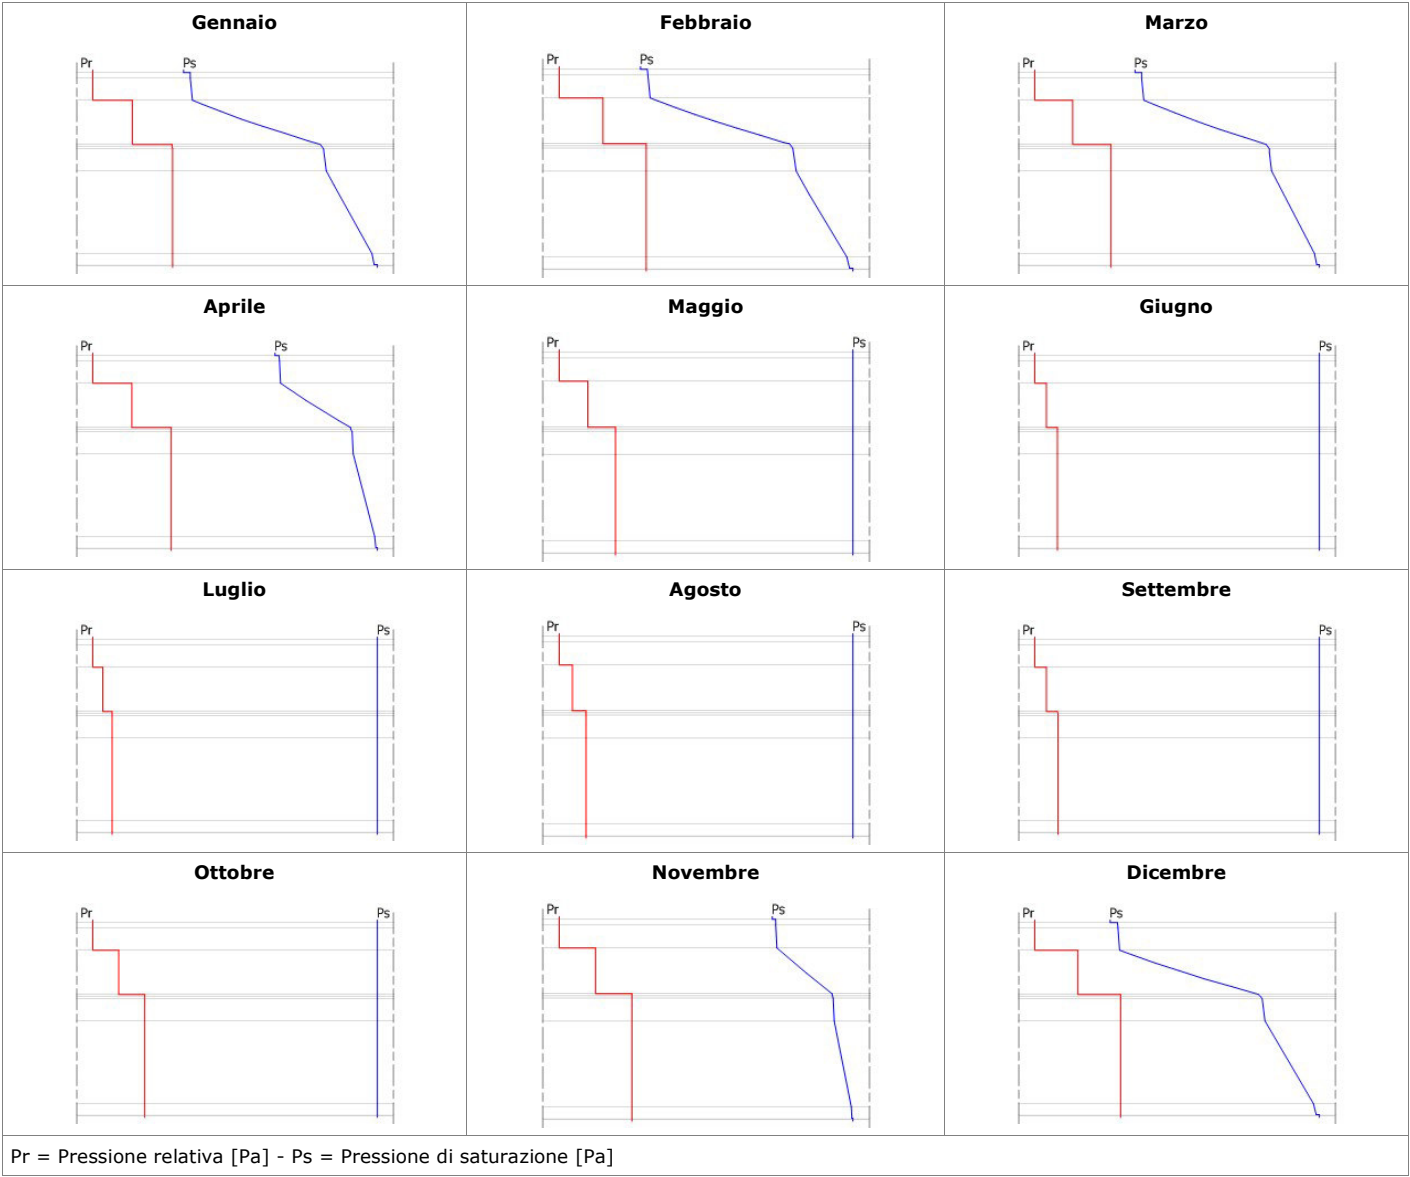 Gennaio Febbraio Marzo
Pr Ps Pr Ps Pr Ps
Aprile Maggio Giugno
Pr Ps Pr Ps Pr Ps
Luglio Agosto Settembre
Pr Ps Pr Ps Pr Ps
Ottobre Novembre Dicembre
Pr Ps Pr Ps Pr Ps
Pr = Pressione relativa [Pa] - Ps = Pressione di saturazione [Pa]